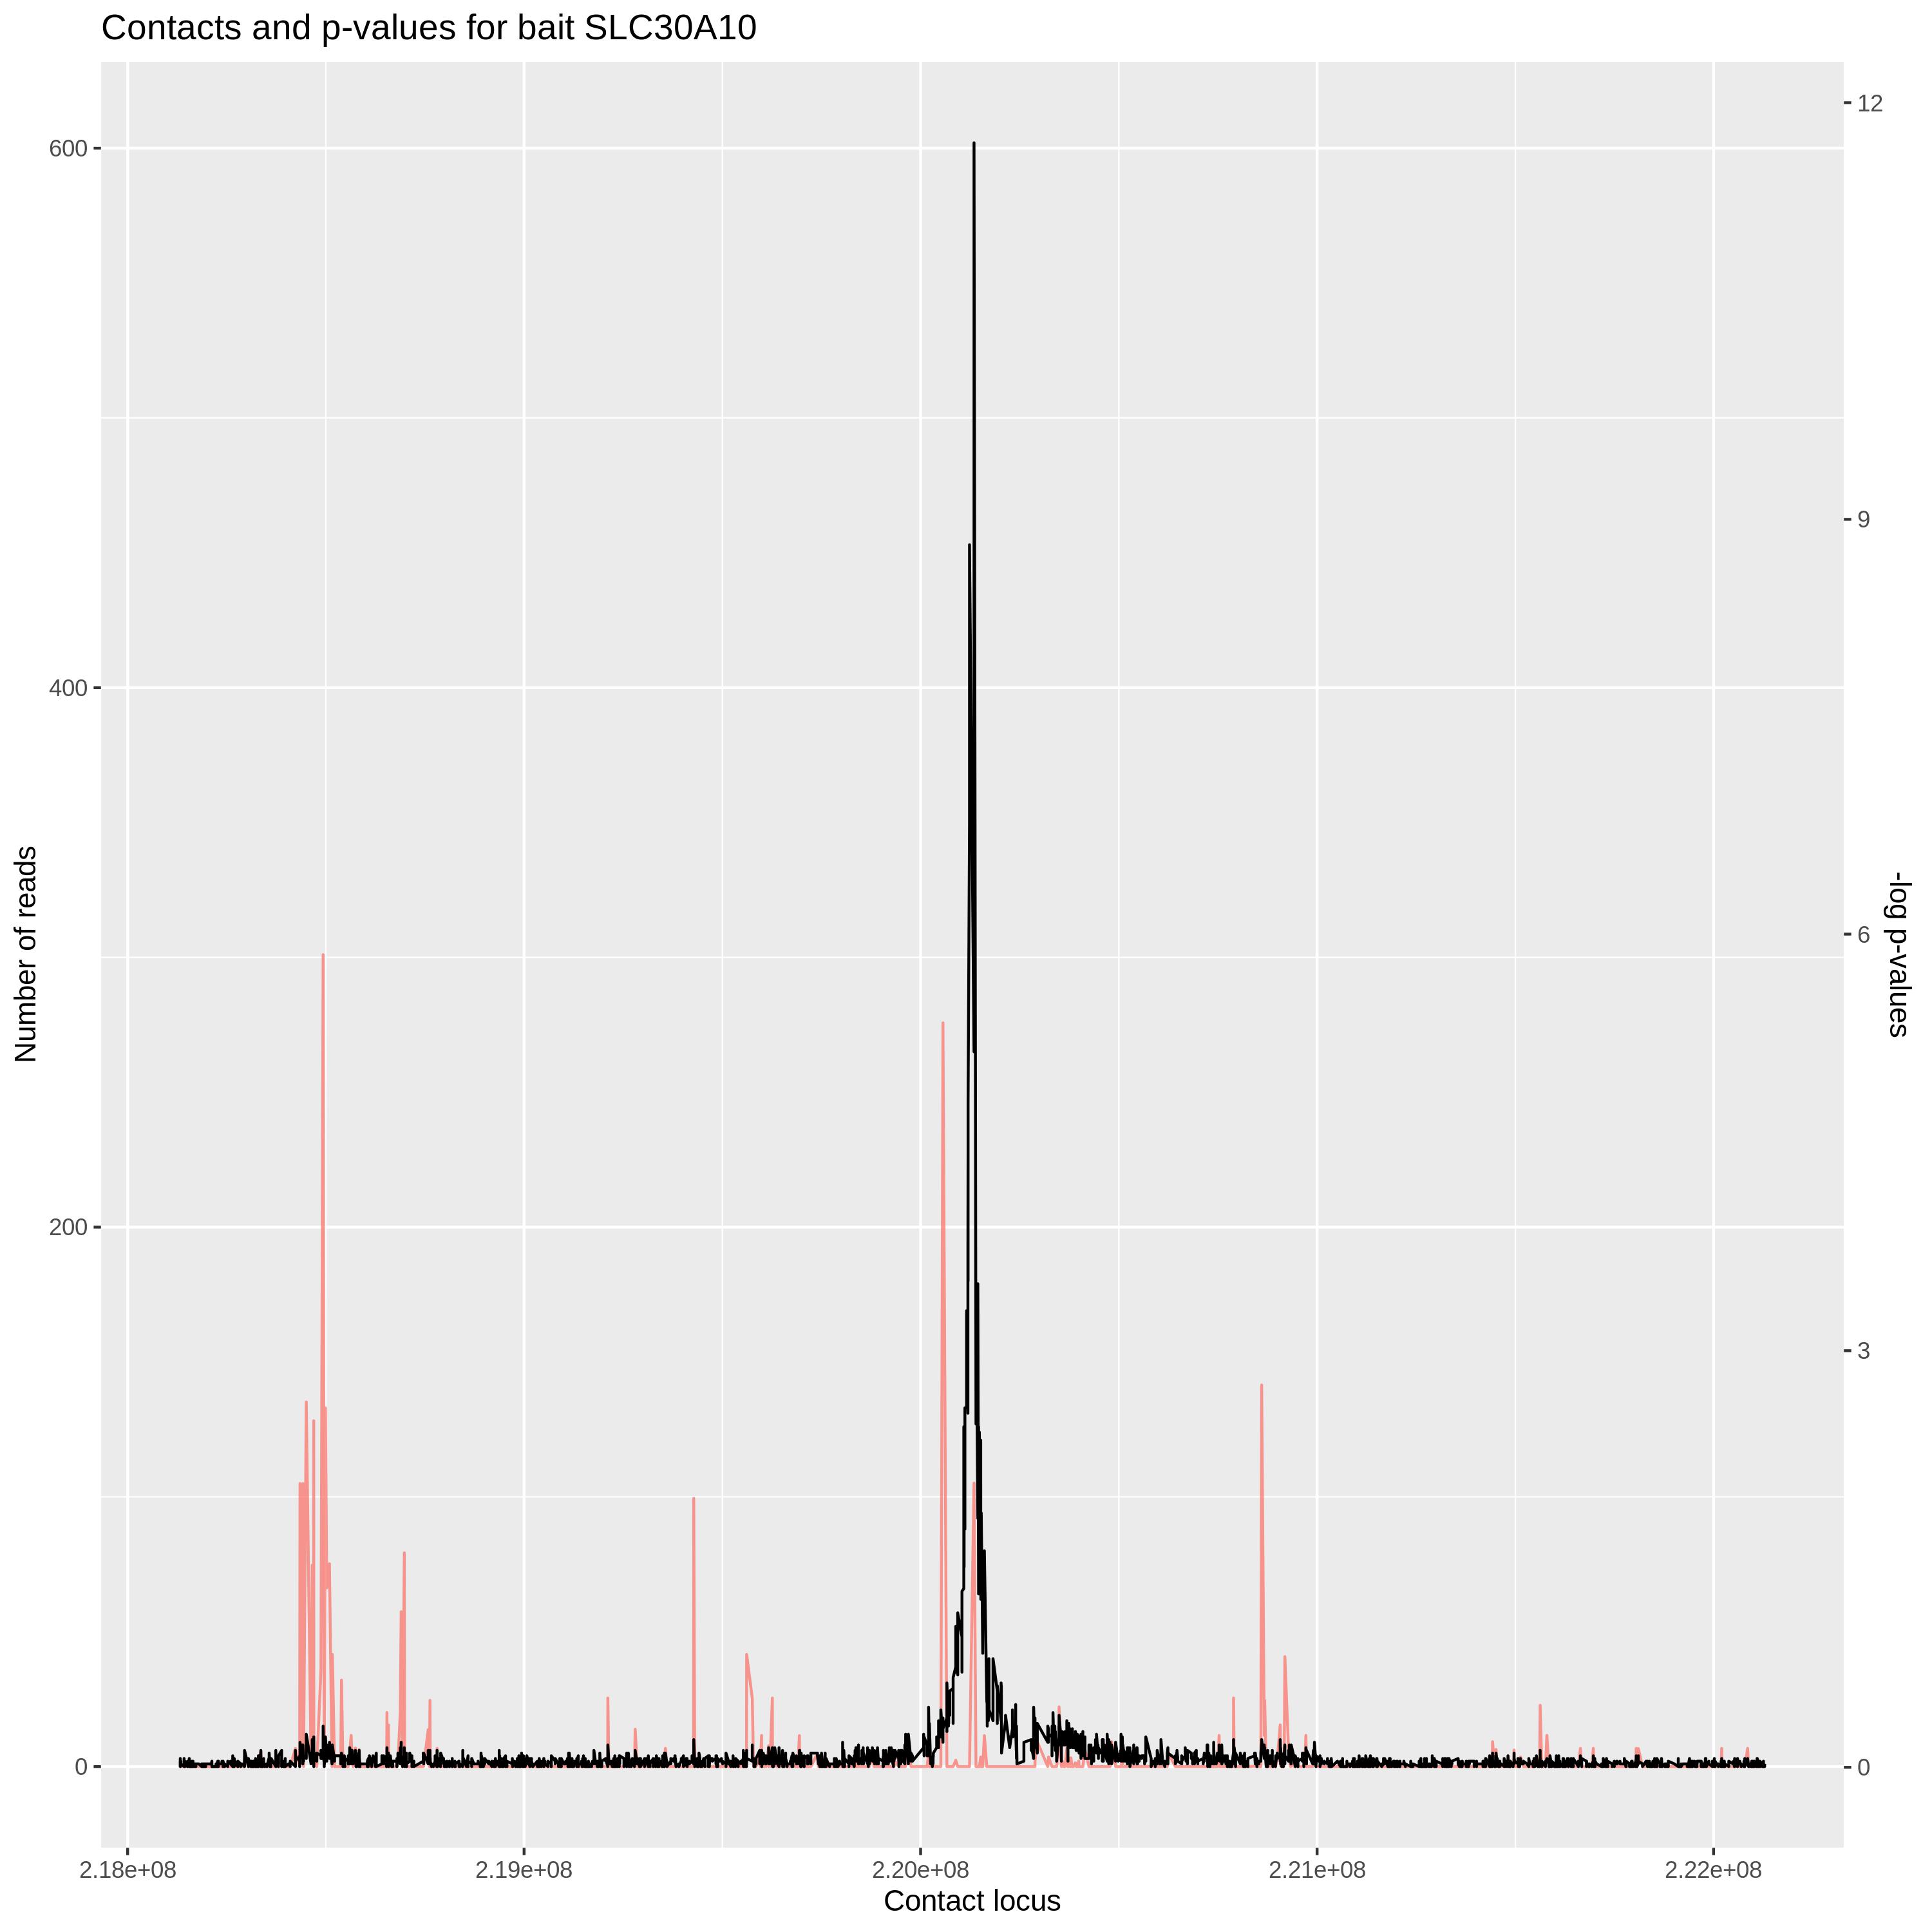 Contacts and p-values for bait SLC30A10
600
400
200
0
Number of reads
12
9
6
3
0
-log p-values
2.18e+08 2.19e+08 2.20e+08 2.21e+08 2.22e+08
Contact locus